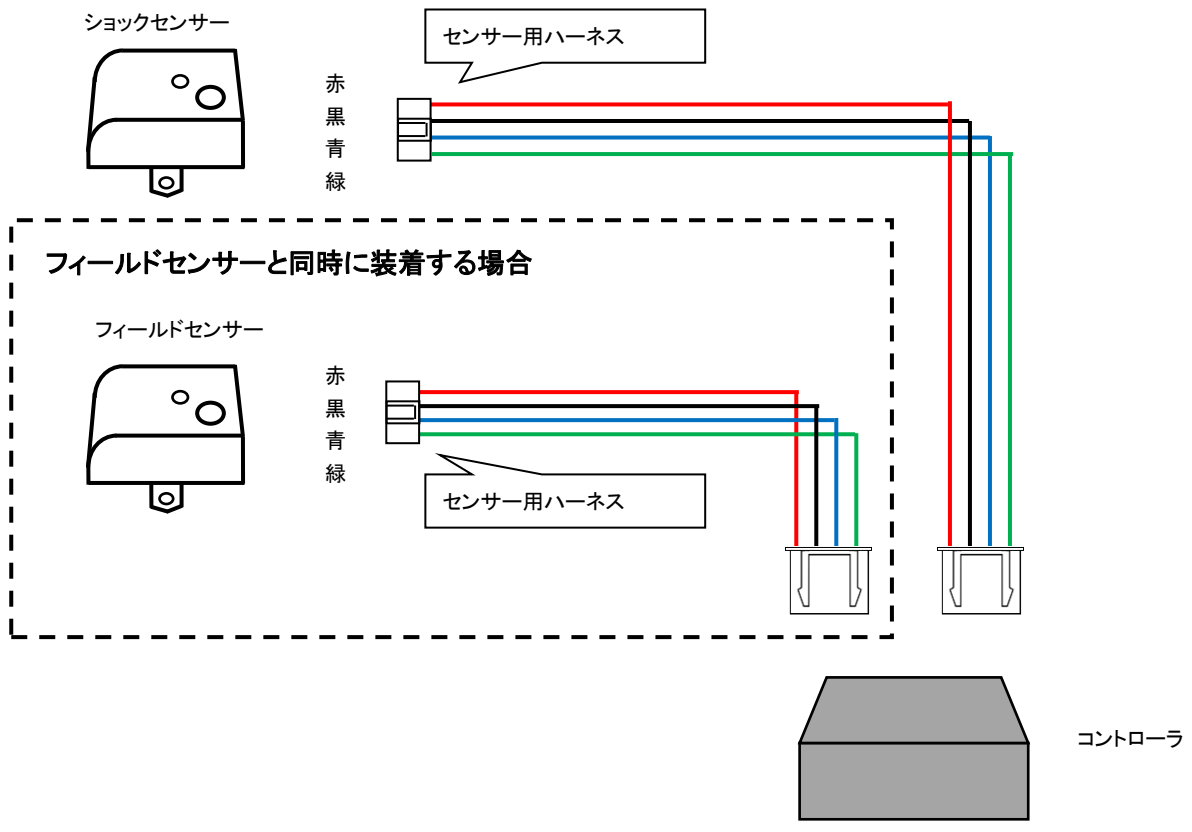 ショックセンサー
センサー用ハーネス
赤
黒
青
緑
フィールドセンサーと同時に装着する場合
フィールドセンサー
赤
黒
青
緑
センサー用ハーネス
コントローラ